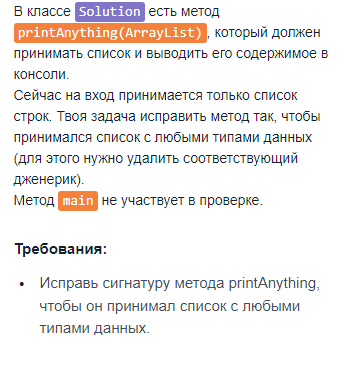 В классе Solution есть метод
printAnything(ArrayList), который должен
принимать список и выводить его содержимое в
консоли.
Сейчас на вход принимается только список
строк. Твоя задача исправить метод так, чтобы
принимался список с любыми типами данных
(для этого нужно удалить соответствующий
дженерик).
Метод main не участвует в проверке.
Требования:
• Исправь сигнатуру метода printAnything,
чтобы он принимал список с любыми
типами данных.